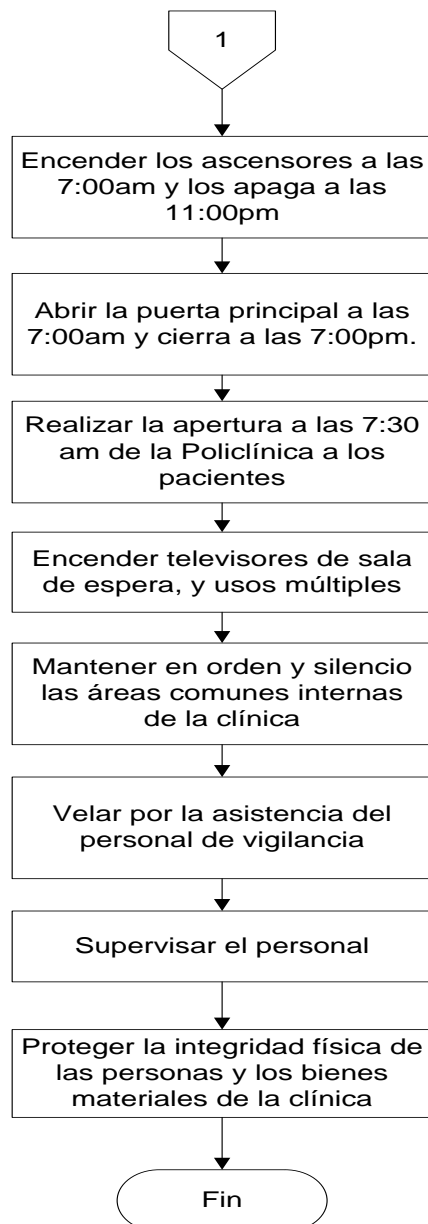 1
Encender los ascensores a las
7:00am y los apaga a las
11:00pm
Abrir la puerta principal a las
7:00am y cierra a las 7:00pm.
Realizar la apertura a las 7:30
am de la Policlínica a los
pacientes
Encender televisores de sala
de espera, y usos múltiples
Mantener en orden y silencio
las áreas comunes internas
de la clínica
Velar por la asistencia del
personal de vigilancia
Supervisar el personal
Proteger la integridad física de
las personas y los bienes
materiales de la clínica
Fin